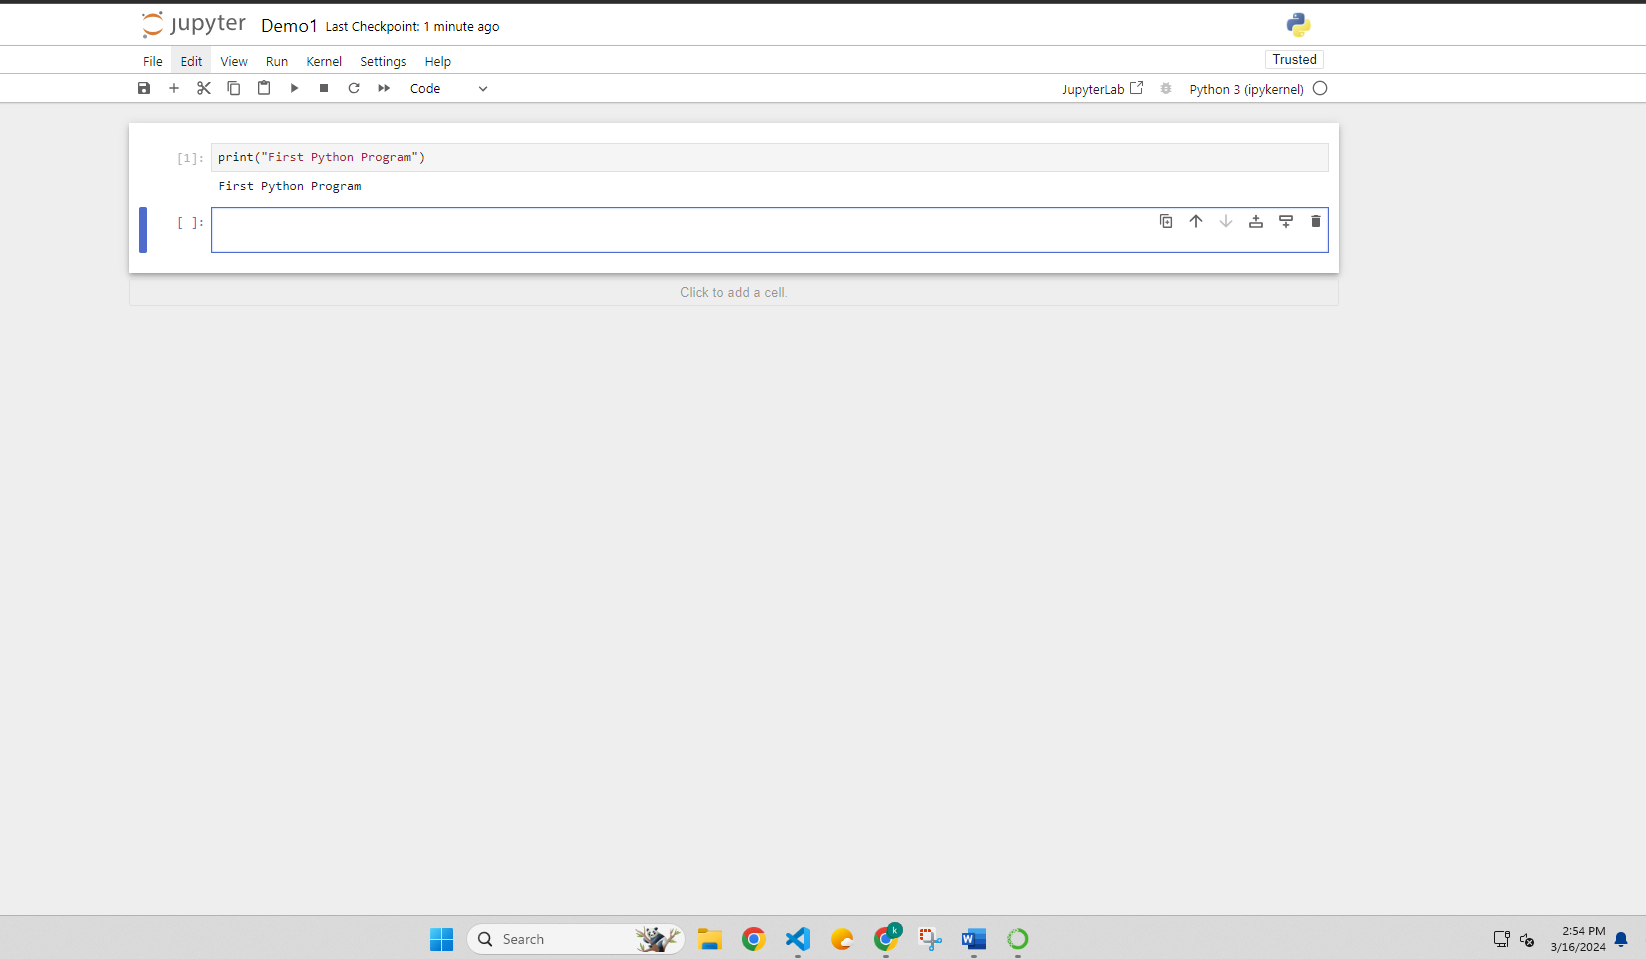 jupyter Demo1 Last Checkpoint: 1 minute ago
File Edit View Run Kernel Settings Help Trusted
Code JupyterLab Python 3 (ipykernel)
[1]: print("First Python Program")
First Python Program
[ ]:
Click to add a cell.
Search k W 2:54 PM
3/16/2024